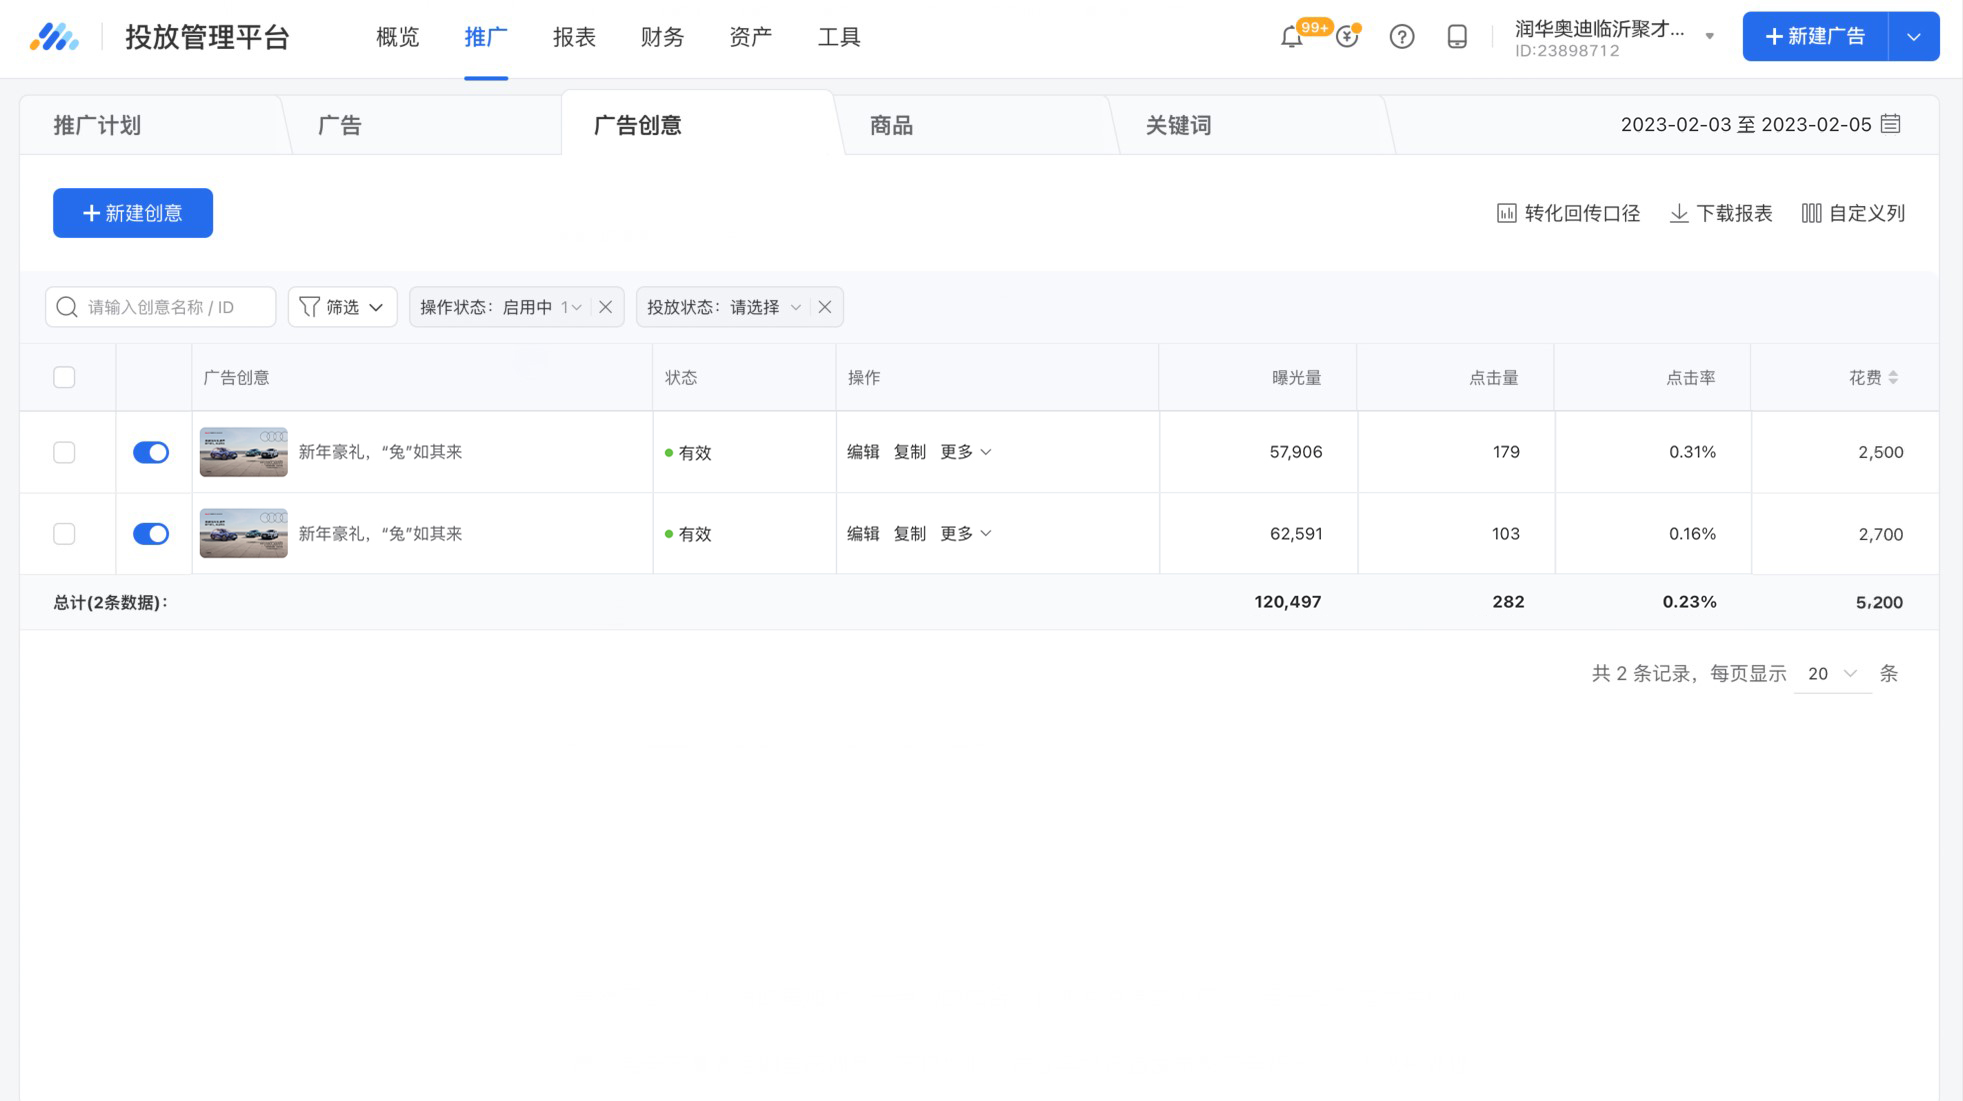 投放管理平台 概览 推广 报表 财务 资产 工具 99+ 润华奥迪临沂聚才... +新建广告
ID:23898712
推广计划 广告 广告创意 商品 关键词 2023-02-03 至 2023-02-05
+新建创意 转化回传口径 下载报表 自定义列
请输入创意名称 / ID 筛选 操作状态：启用中 1 投放状态：请选择
广告创意 状态 操作 曝光量 点击量 点击率 花费
新年豪礼，“兔”如其来 有效 编辑 复制 更多 57,906 179 0.31% 2,500
新年豪礼，“兔”如其来 有效 编辑 复制 更多 62,591 103 0.16% 2,700
总计(2条数据)： 120,497 282 0.23% 5,200
共 2 条记录，每页显示 20 条